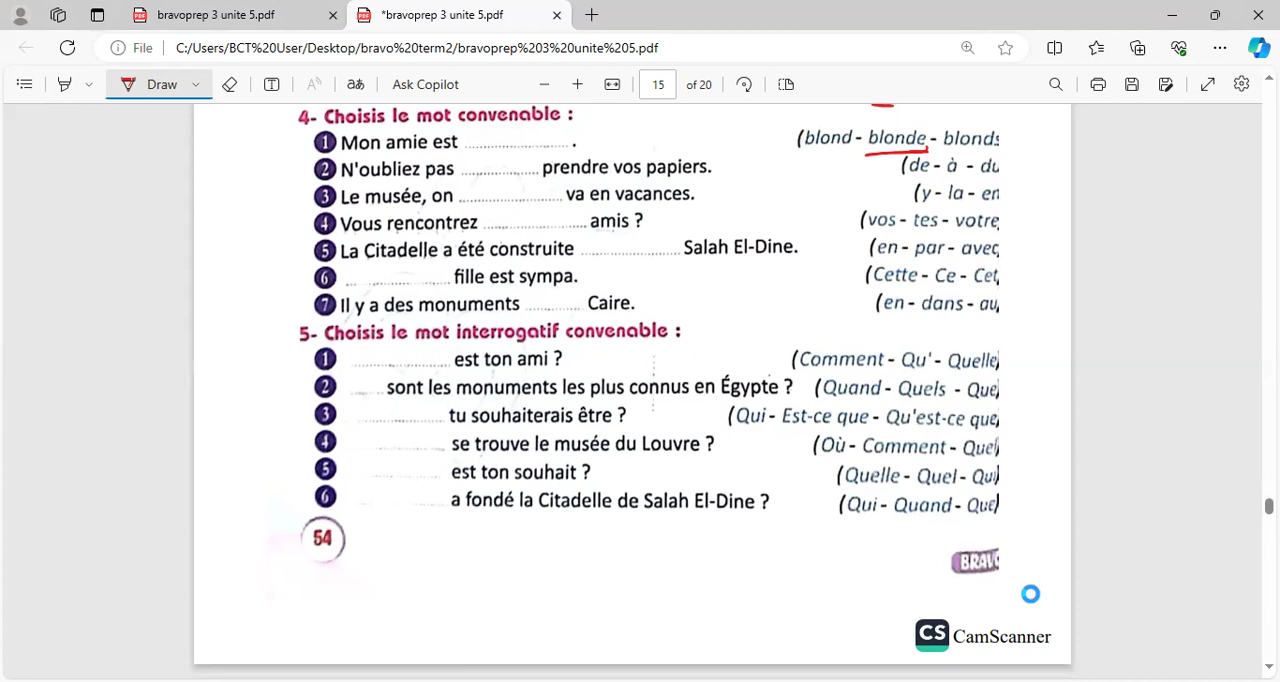 bravoprep 3 unite 5.pdf
*bravoprep 3 unite 5.pdf
File
C:/Users/BCT%20User/Desktop/bravo%20term2/bravoprep%203%20unite%205.pdf
Draw
aあ
Ask Copilot
15
of 20
4- Choisis le mot convenable :
1 Mon amie est .................... . (blond - blonde - blonds
2 N'oubliez pas ............... prendre vos papiers. (de - à - du
3 Le musée, on .................... va en vacances. (y - la - en
4 Vous rencontrez .................... amis ? (vos - tes - votre
5 La Citadelle a été construite .................... Salah El-Dine. (en - par - avec
6 .................... fille est sympa. (Cette - Ce - Cet
7 Il y a des monuments .......... Caire. (en - dans - au
5- Choisis le mot interrogatif convenable :
1 .................... est ton ami ? (Comment - Qu' - Quelle)
2 ...... sont les monuments les plus connus en Égypte ? (Quand - Quels - Que)
3 .................... tu souhaiterais être ? (Qui - Est-ce que - Qu'est-ce que)
4 .................... se trouve le musée du Louvre ? (Où - Comment - Quel)
5 .................... est ton souhait ? (Quelle - Quel - Qui
6 .................... a fondé la Citadelle de Salah El-Dine ? (Qui - Quand - Que)
54
BRAVO
CS CamScanner